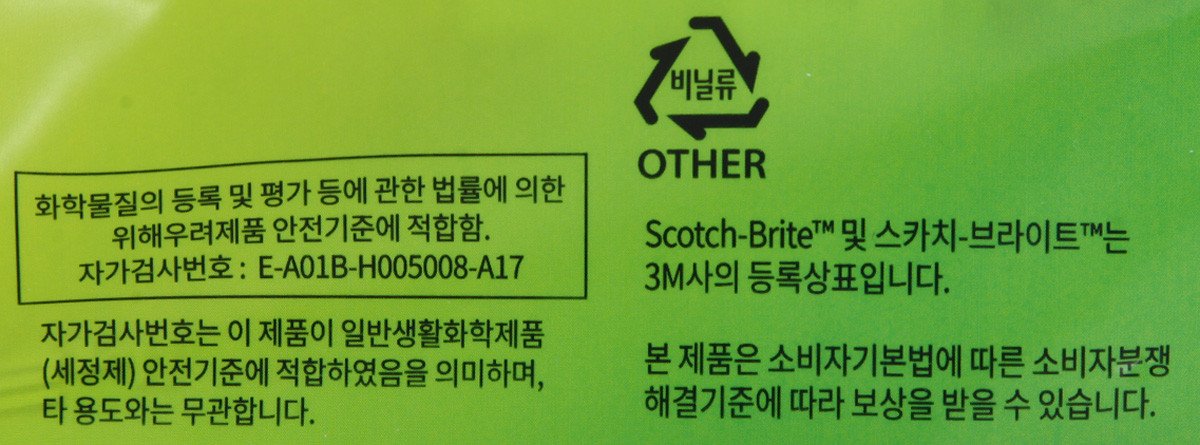 화학물질의 등록 및 평가 등에 관한 법률에 의한
위해우려제품 안전기준에 적합함.
자가검사번호 : E-A01B-H005008-A17
자가검사번호는 이 제품이 일반생활화학제품
(세정제) 안전기준에 적합하였음을 의미하며,
타 용도와는 무관합니다.
비닐류
OTHER
Scotch-Brite™ 및 스카치-브라이트™는
3M사의 등록상표입니다.
본 제품은 소비자기본법에 따른 소비자분쟁
해결기준에 따라 보상을 받을 수 있습니다.